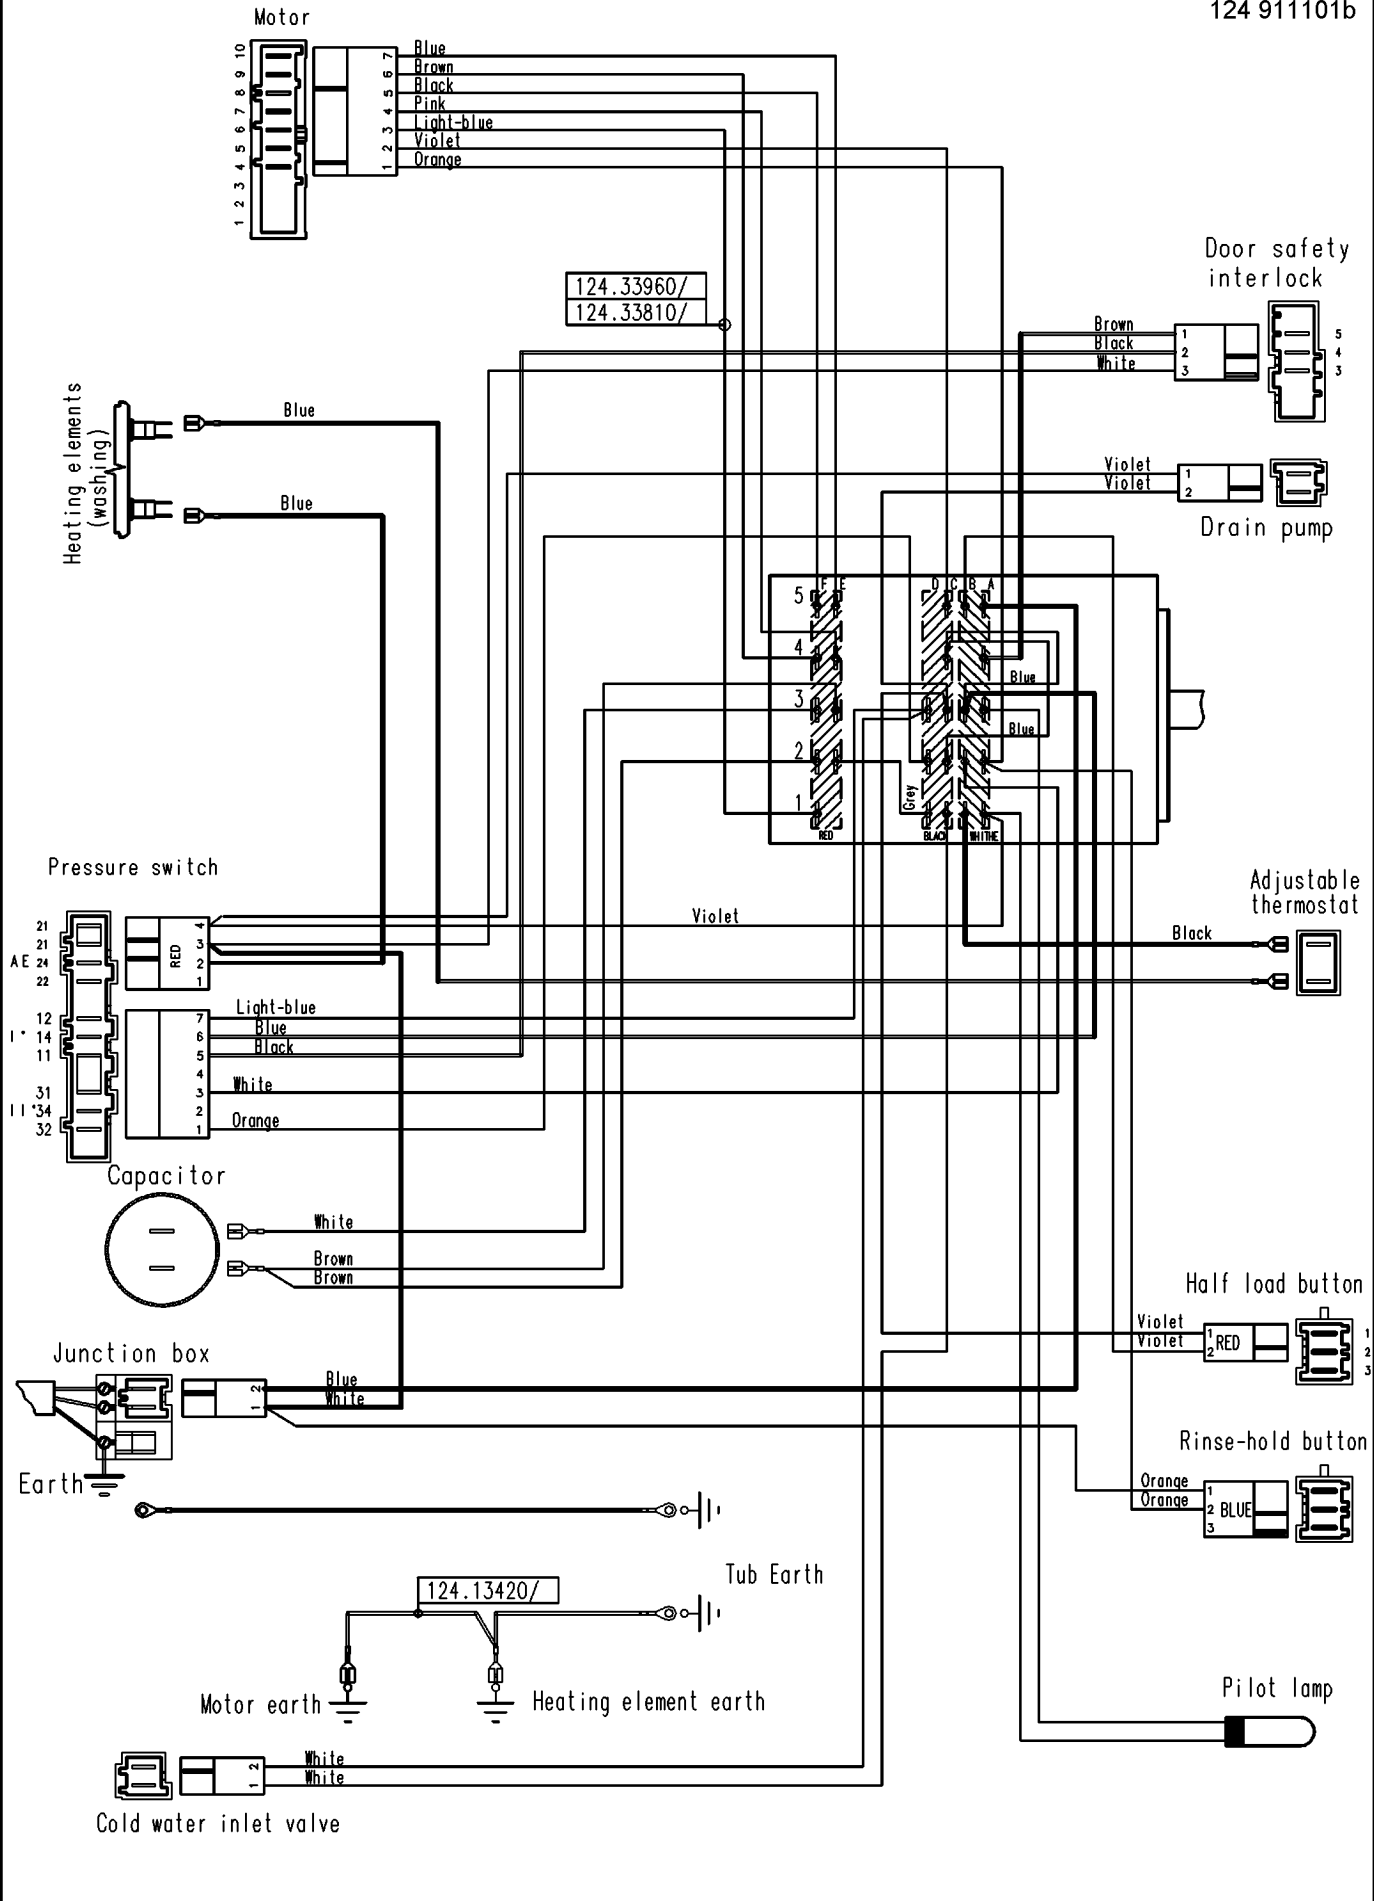 124 911101b
Motor
10
9
8
7
6
5
4
3
2
1
7
6
5
4
3
2
1
Blue
Brown
Black
Pink
Light-blue
Violet
Orange
124.33960/
124.33810/
Door safety
interlock
Brown
Black
White
1
2
3
5
4
3
Heating elements
(washing)
Blue
Blue
Violet
Violet
1
2
Drain pump
F E D C B A
5
4
3
2
1
Blue
Blue
Grey
RED
BLACK
WHITHE
Pressure switch
21
21
AE 24
22
12
I° 14
11
31
II°34
32
RED
4
3
2
1
7
6
5
4
3
2
1
Violet
Light-blue
Blue
Black
White
Orange
Adjustable
thermostat
Black
Capacitor
White
Brown
Brown
Half load button
Violet
Violet
1
2
RED
1
2
3
Junction box
2
1
Blue
White
Earth
Rinse-hold button
Orange
Orange
1
2
3
BLUE
Tub Earth
124.13420/
Motor earth
Heating element earth
Pilot lamp
2
1
White
White
Cold water inlet valve